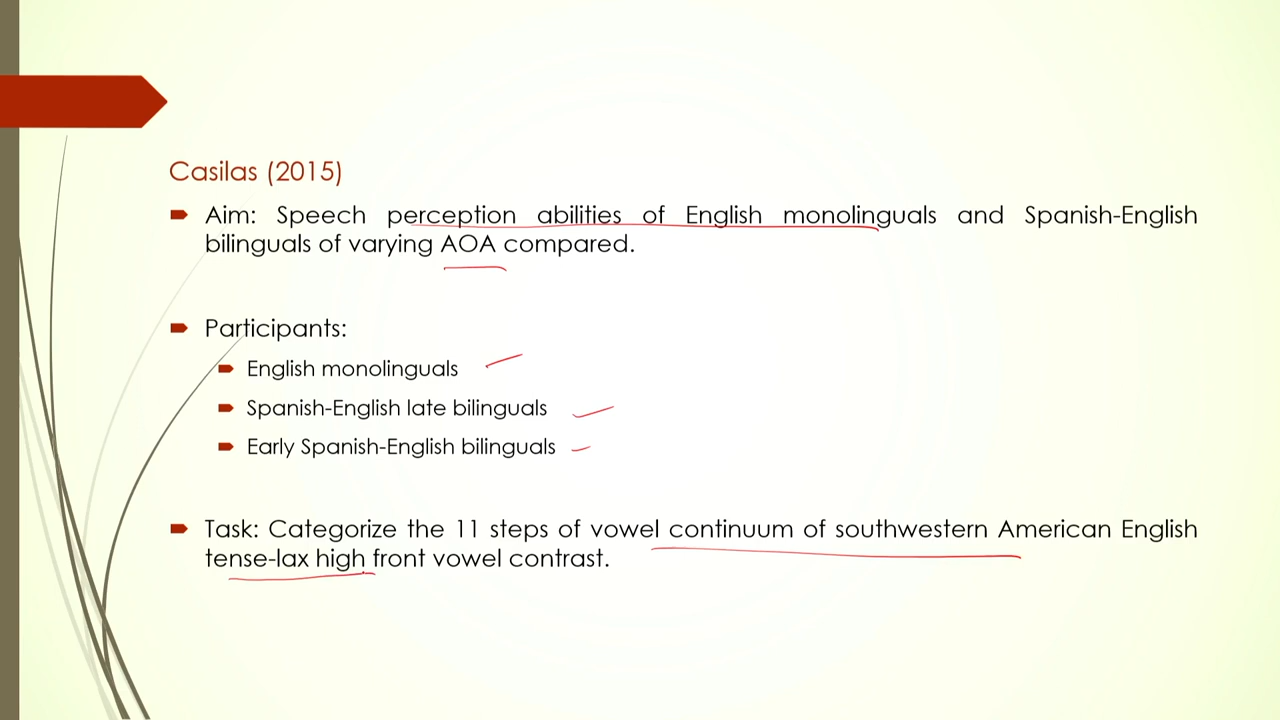 Casilas (2015)
Aim: Speech perception abilities of English monolinguals and Spanish-English
bilinguals of varying AOA compared.
Participants:
English monolinguals
Spanish-English late bilinguals
Early Spanish-English bilinguals
Task: Categorize the 11 steps of vowel continuum of southwestern American English
tense-lax high front vowel contrast.